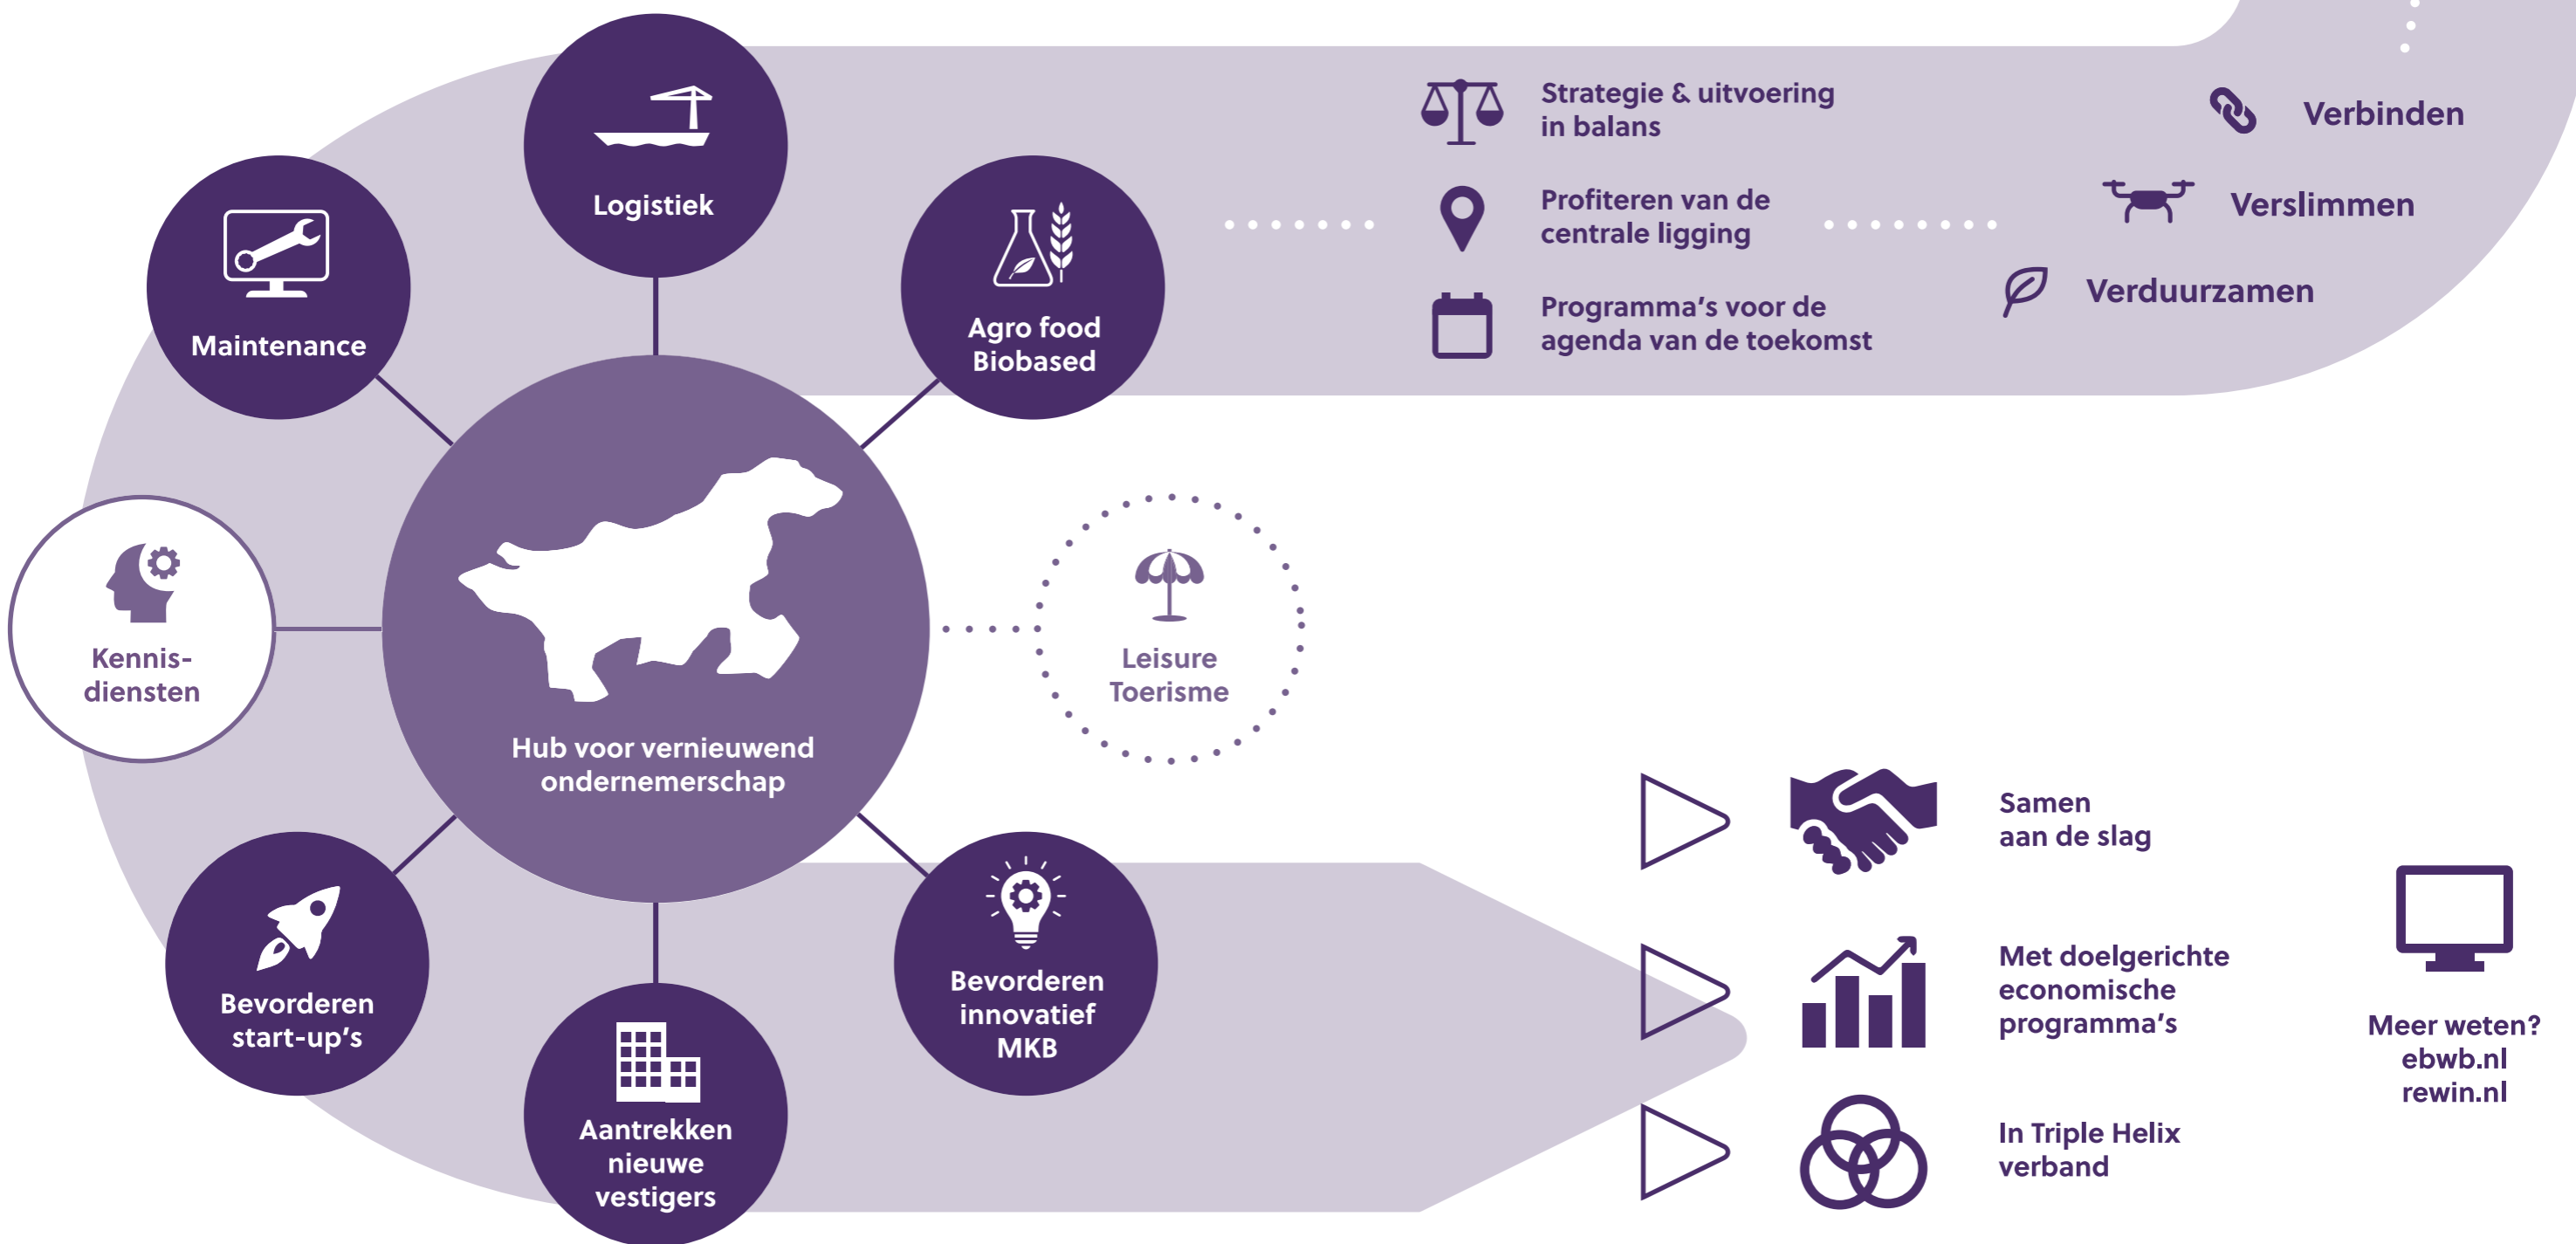 Logistiek
Maintenance
Agro food
Biobased
Strategie & uitvoering
in balans
Profiteren van de
centrale ligging
Programma's voor de
agenda van de toekomst
Verbinden
Verslimmen
Verduurzamen
Kennis-
diensten
Hub voor vernieuwend
ondernemerschap
Leisure
Toerisme
Bevorderen
start-up's
Aantrekken
nieuwe
vestigers
Bevorderen
innovatief
MKB
Samen
aan de slag
Met doelgerichte
economische
programma's
In Triple Helix
verband
Meer weten?
ebwb.nl
rewin.nl